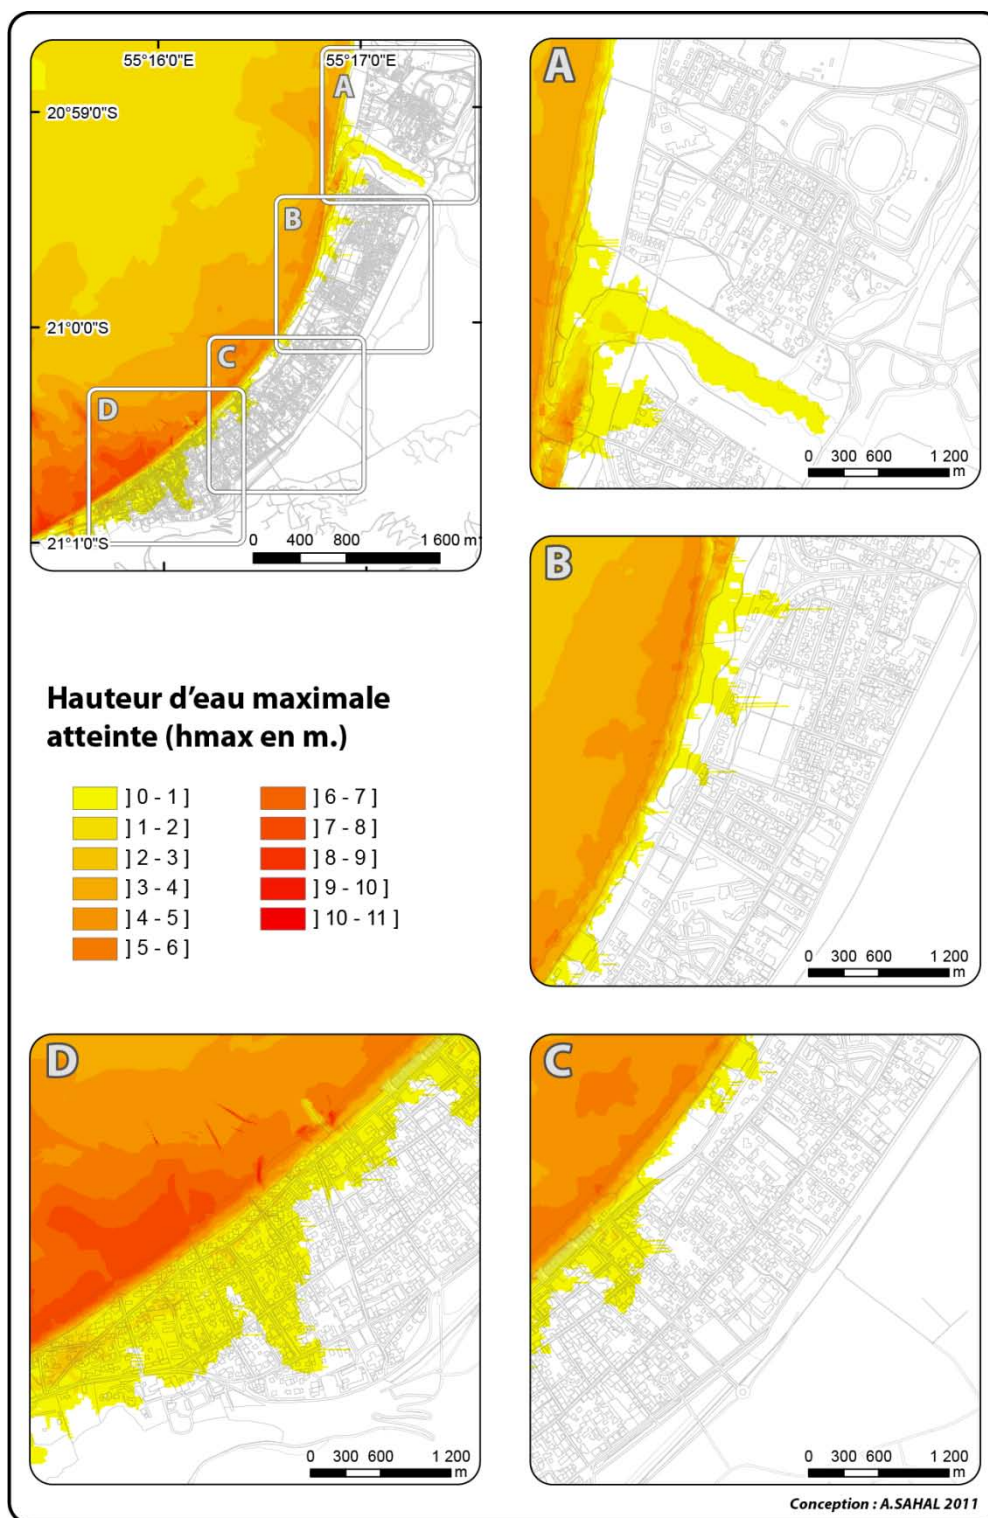 55°16'0"E
55°17'0"E
A
20°59'0"S
B
21°0'0"S
C
D
21°1'0"S
0 400 800 1 600 m
A
0 300 600 1 200
m
B
0 300 600 1 200
m
Hauteur d'eau maximale
atteinte (hmax en m.)
] 0 - 1 ]
] 1 - 2 ]
] 2 - 3 ]
] 3 - 4 ]
] 4 - 5 ]
] 5 - 6 ]
] 6 - 7 ]
] 7 - 8 ]
] 8 - 9 ]
] 9 - 10 ]
] 10 - 11 ]
D
0 300 600 1 200
m
C
0 300 600 1 200
m
Conception : A.SAHAL 2011